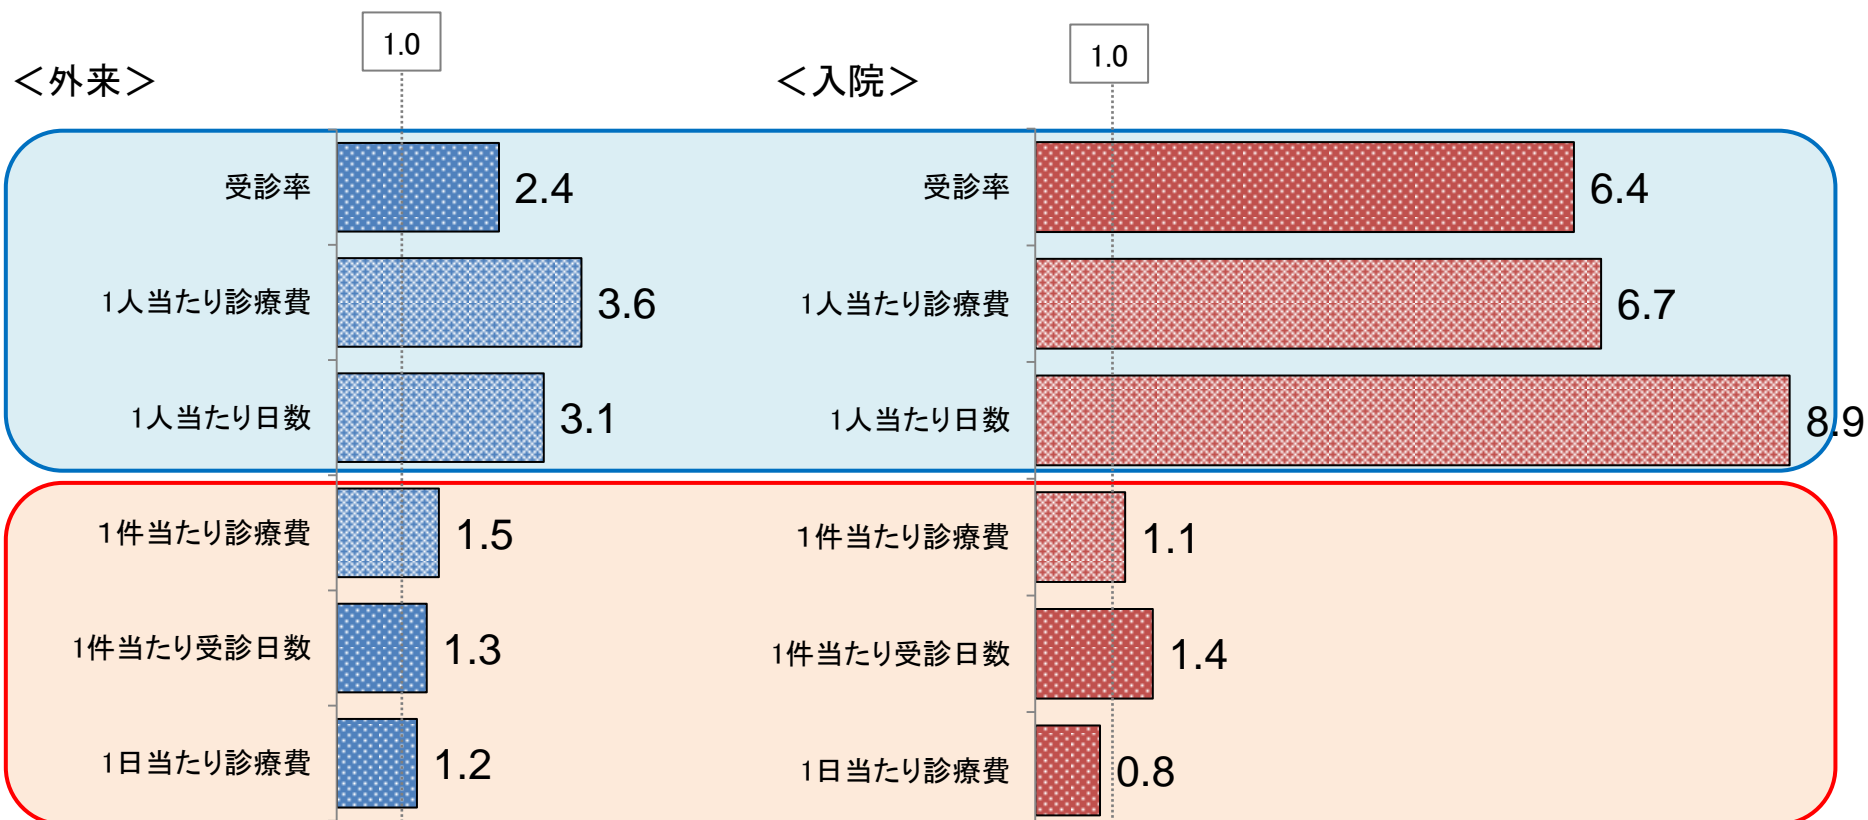 1.0
1.0
＜外来＞
＜入院＞
受診率
2.4
受診率
6.4
1人当たり診療費
3.6
1人当たり診療費
6.7
1人当たり日数
3.1
1人当たり日数
8.9
１件当たり診療費
1.5
１件当たり診療費
1.1
1件当たり受診日数
1.3
1件当たり受診日数
1.4
1日当たり診療費
1.2
1日当たり診療費
0.8